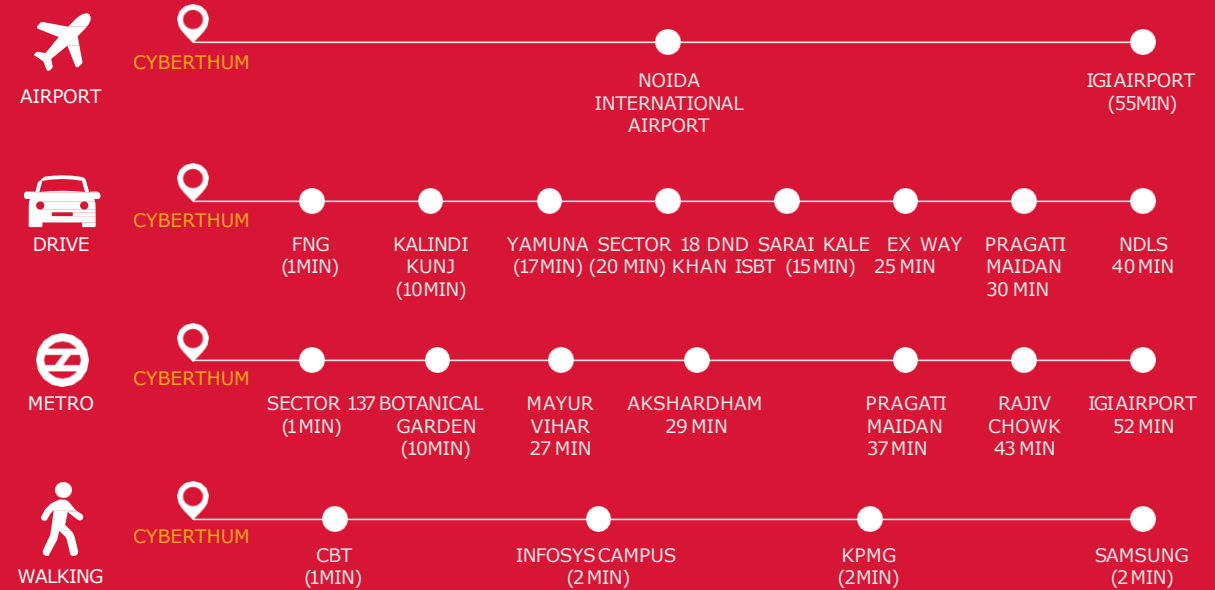 AIRPORT
CYBERTHUM
NOIDA
INTERNATIONAL
AIRPORT
IGI AIRPORT
(55MIN)
DRIVE
CYBERTHUM
FNG
(1MIN)
KALINDI
KUNJ
(10MIN)
YAMUNA SECTOR 18 DND SARAI KALE EX WAY
(17MIN) (20 MIN) KHAN ISBT (15MIN) 25 MIN
PRAGATI
MAIDAN
30 MIN
NDLS
40 MIN
METRO
CYBERTHUM
SECTOR 137
(1MIN)
BOTANICAL
GARDEN
(10MIN)
MAYUR
VIHAR
27 MIN
AKSHARDHAM
29 MIN
PRAGATI
MAIDAN
37 MIN
RAJIV
CHOWK
43 MIN
IGI AIRPORT
52 MIN
WALKING
CYBERTHUM
CBT
(1MIN)
INFOSYS CAMPUS
(2 MIN)
KPMG
(2MIN)
SAMSUNG
(2 MIN)